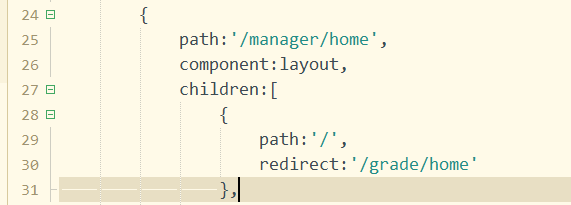 24 {
25 path:'/manager/home',
26 component:layout,
27 children:[
28 {
29 path:'/',
30 redirect:'/grade/home'
31 },